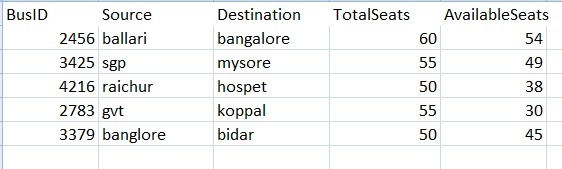 BusID Source Destination TotalSeats AvailableSeats
2456 ballari bangalore 60 54
3425 sgp mysore 55 49
4216 raichur hospet 50 38
2783 gvt koppal 55 30
3379 banglore bidar 50 45